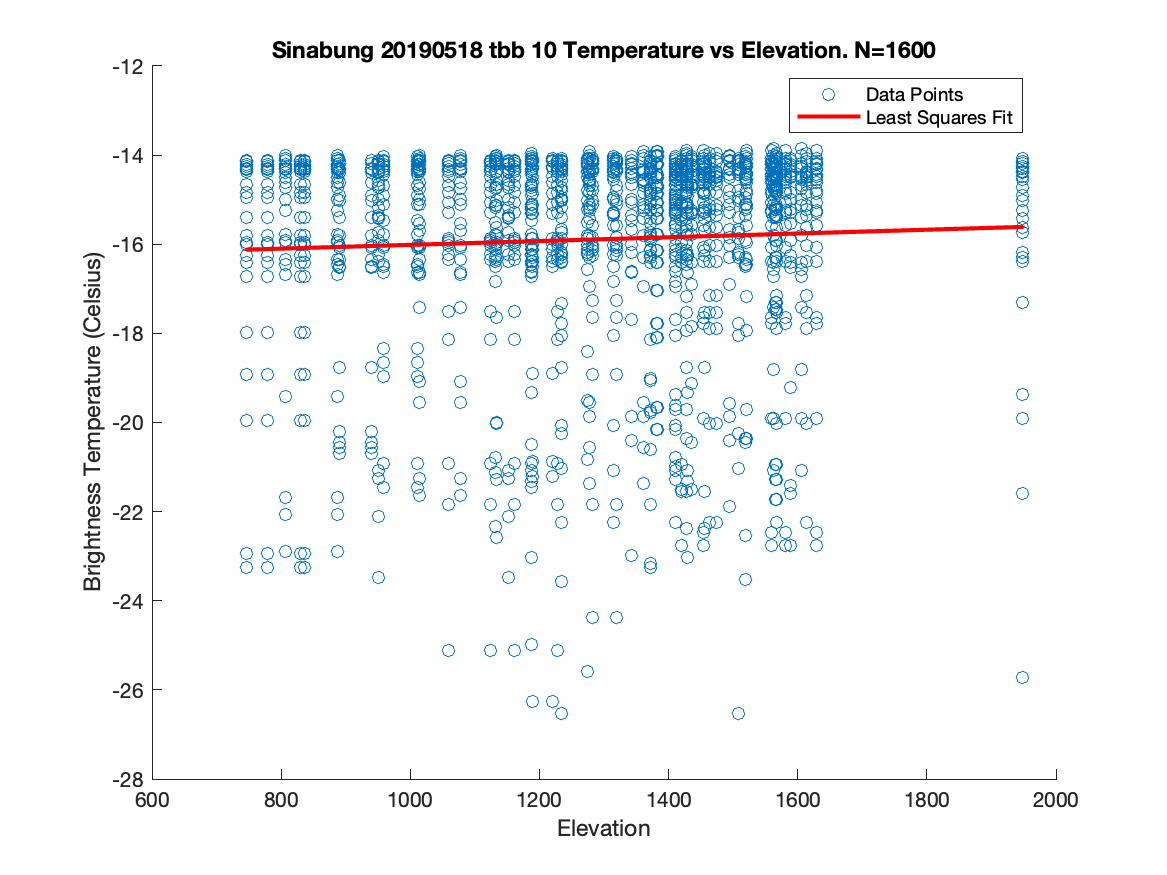 Sinabung 20190518 tbb 10 Temperature vs Elevation. N=1600
Data Points
Least Squares Fit
Brightness Temperature (Celsius)
-12
-14
-16
-18
-20
-22
-24
-26
-28
600 800 1000 1200 1400 1600 1800 2000
Elevation